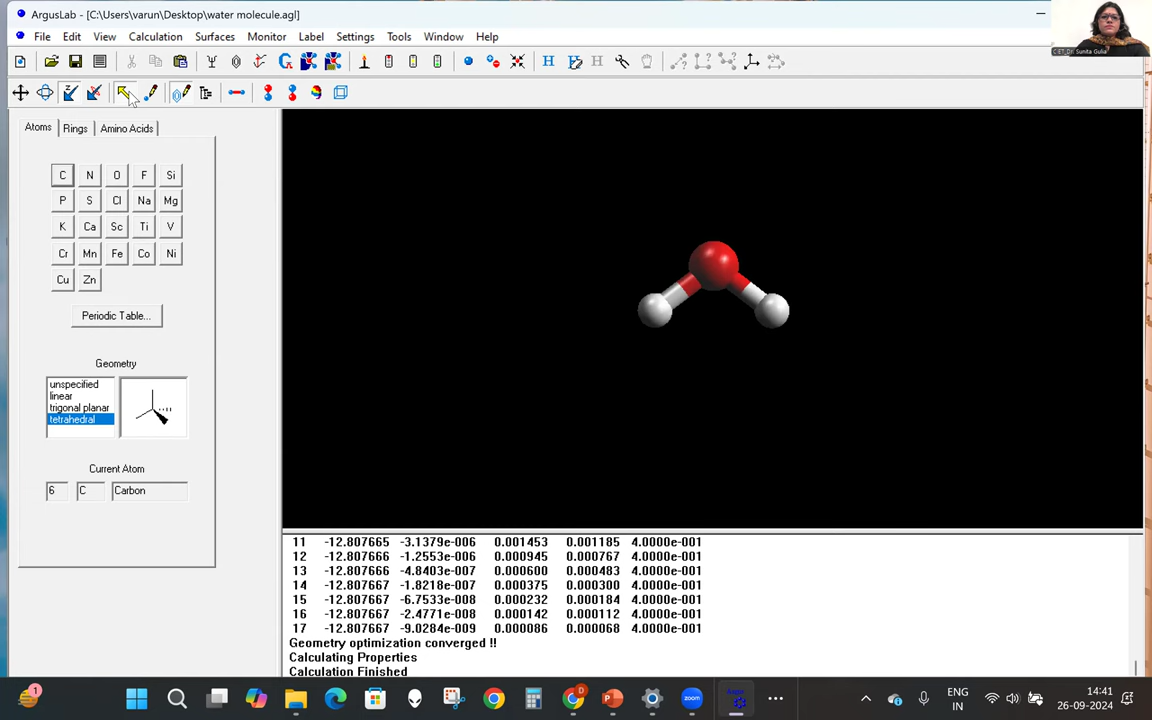 ArgusLab - [C:\Users\varun\Desktop\water molecule.agl]
File Edit View Calculation Surfaces Monitor Label Settings Tools Window Help
CIET_Dr. Sunita Gulia
Atoms Rings Amino Acids
C N O F Si
P S Cl Na Mg
K Ca Sc Ti V
Cr Mn Fe Co Ni
Cu Zn
Periodic Table...
Geometry
unspecified
linear
trigonal planar
tetrahedral
Current Atom
6 C Carbon
11 -12.807665 -3.1379e-006 0.001453 0.001185 4.0000e-001
12 -12.807666 -1.2553e-006 0.000945 0.000767 4.0000e-001
13 -12.807666 -4.8403e-007 0.000600 0.000483 4.0000e-001
14 -12.807667 -1.8218e-007 0.000375 0.000300 4.0000e-001
15 -12.807667 -6.7533e-008 0.000232 0.000184 4.0000e-001
16 -12.807667 -2.4771e-008 0.000142 0.000112 4.0000e-001
17 -12.807667 -9.0284e-009 0.000086 0.000068 4.0000e-001
Geometry optimization converged !!
Calculating Properties
Calculation Finished
1
ENG
IN
14:41
26-09-2024